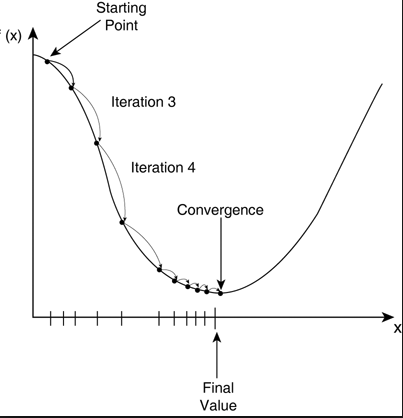 Starting
Point
f (x)
Iteration 3
Iteration 4
Convergence
x
Final
Value